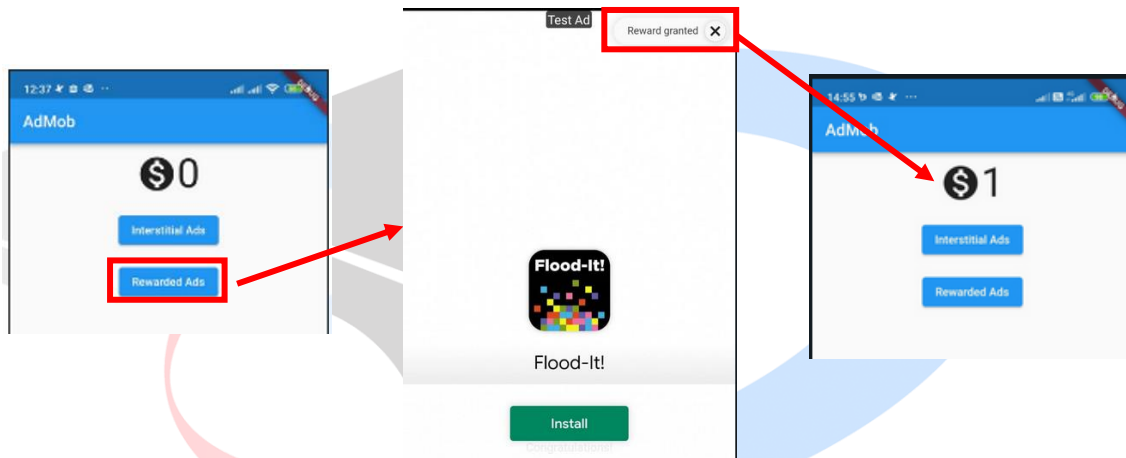 12:37
DEBUG
AdMob
$0
Interstitial Ads
Rewarded Ads
Test Ad
Reward granted X
Flood-It!
Flood-It!
Install
Congratulations!
14:55
AdMob
$1
Interstitial Ads
Rewarded Ads